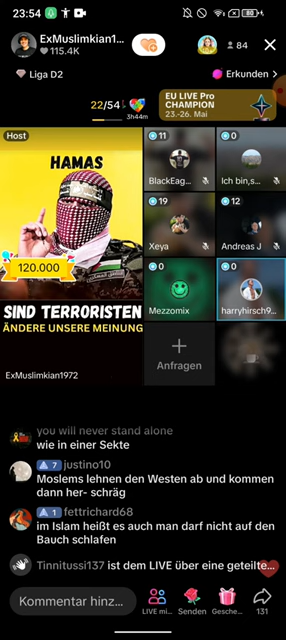 23:54
80
ExMuslimkian1...
115.4K
84
Liga D2
22/54
3h44m
EU LIVE Pro
CHAMPION
23.-26. Mai
Erkunden >
Host
HAMAS
120.000
SIND TERRORISTEN
ÄNDERE UNSERE MEINUNG
ExMuslimkian1972
11
BlackEag...
0
Ich bin,s...
19
Xeya
12
Andreas J
0
Mezzomix
0
harryhirsch9...
+
Anfragen
you will never stand alone
wie in einer Sekte
7 justino10
Moslems lehnen den Westen ab und kommen
dann her- schräg
1 fettrichard68
im Islam heißt es auch man darf nicht auf den
Bauch schlafen
Tinnitussi137 ist dem LIVE über eine geteilte...
Kommentar hinz...
LIVE mi...
Senden
Gesche...
131